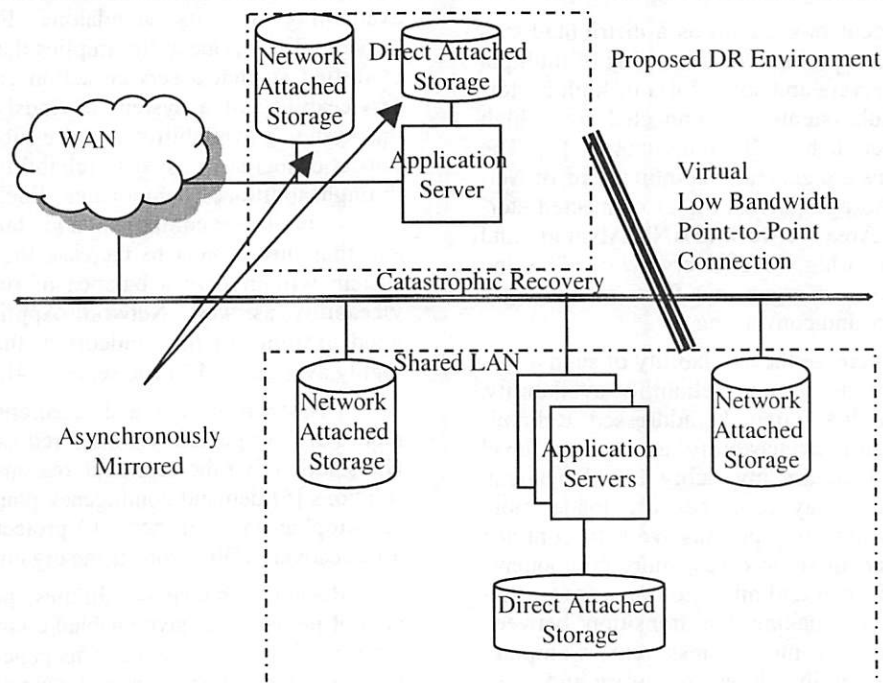 Network
Attached
Storage
Direct Attached
Storage
Proposed DR Environment
WAN
Application
Server
Virtual
Low Bandwidth
Point-to-Point
Connection
Catastrophic Recovery
Shared LAN
Network
Attached
Storage
Asynchronously
Mirrored
Application
Servers
Network
Attached
Storage
Direct Attached
Storage